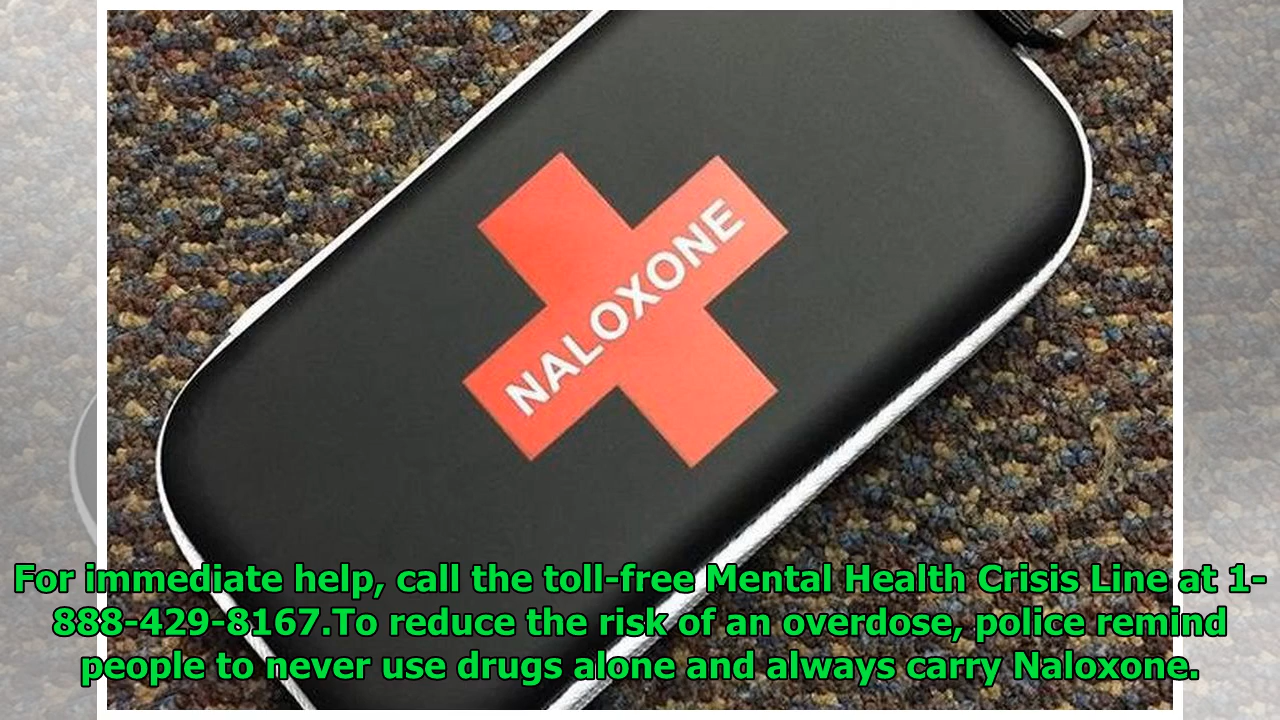 NALOXONE
For immediate help, call the toll-free Mental Health Crisis Line at 1-
888-429-8167.To reduce the risk of an overdose, police remind
people to never use drugs alone and always carry Naloxone.